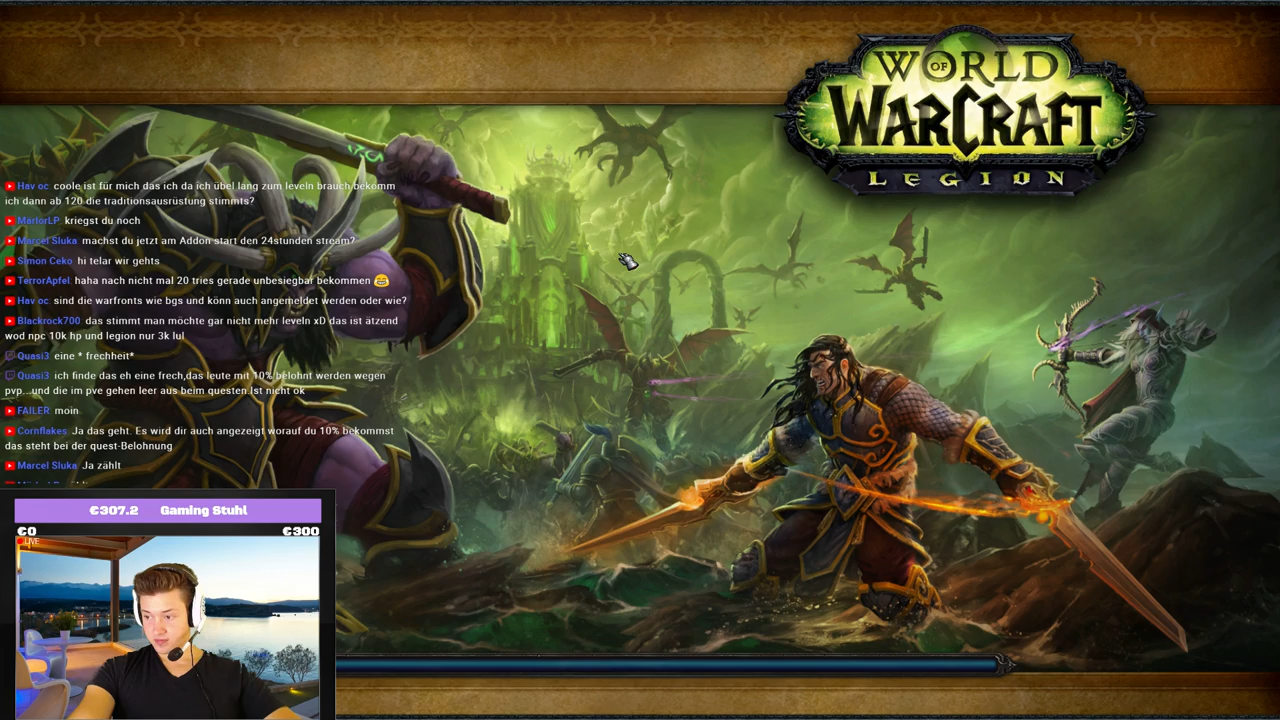 WORLD OF
WARCRAFT
LEGION
Hav oc: coole ist für mich das ich da ich übel lang zum leveln brauch bekomm
ich dann ab 120 die traditionsausrüstung stimmts?
MariorLP: kriegst du noch
Marcel Sluka: machst du jetzt am Addon start den 24stunden stream?
Simon Ceko: hi telar wir gehts
TerrorApfel: haha nach nicht mal 20 tries gerade unbesiegbar bekommen 😄
Hav oc: sind die warfronts wie bgs und könn auch angemeldet werden oder wie?
Blackrock700: das stimmt man möchte gar nicht mehr leveln xD das ist ätzend
wod npc 10k hp und legion nur 3k lul
Quasi3: eine * frechheit*
Quasi3: ich finde das eh eine frech,das leute mit 10% belohnt werden wegen
pvp...und die im pve gehen leer aus beim questen.Ist nicht ok
FAILER: moin
Cornflakes: Ja das geht. Es wird dir auch angezeigt worauf du 10% bekommst
das steht bei der quest-Belohnung
Marcel Sluka: Ja zählt
€307.2 Gaming Stuhl
€0 €300
LIVE